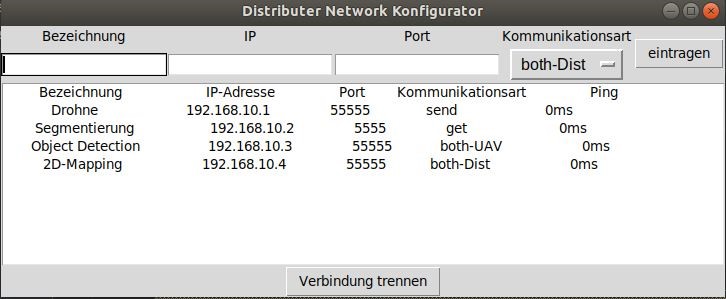 Distributer Network Konfigurator
Bezeichnung IP Port Kommunikationsart
both-Dist eintragen
Bezeichnung IP-Adresse Port Kommunikationsart Ping
Drohne 192.168.10.1 55555 send 0ms
Segmentierung 192.168.10.2 5555 get 0ms
Object Detection 192.168.10.3 55555 both-UAV 0ms
2D-Mapping 192.168.10.4 55555 both-Dist 0ms
Verbindung trennen